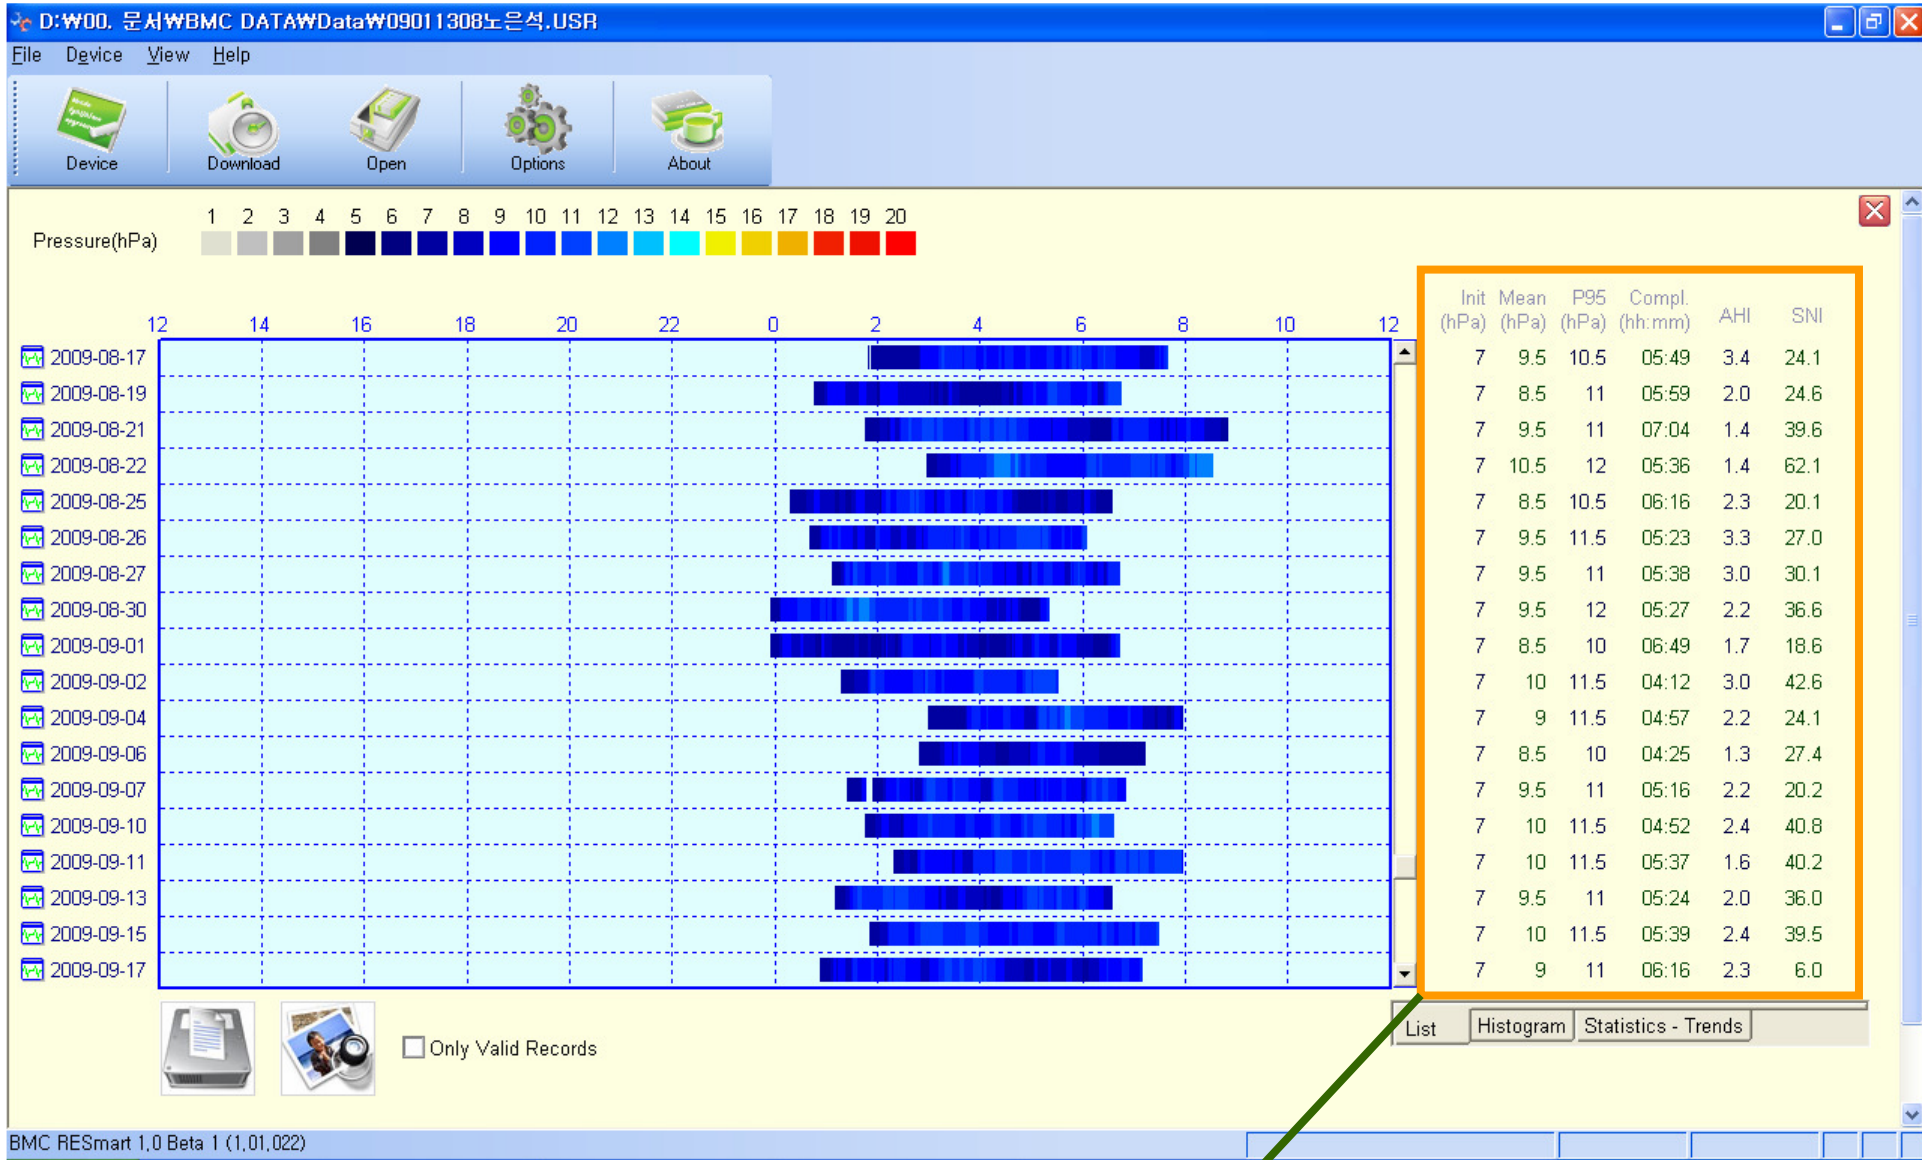 D:₩00. 문서₩BMC DATA₩Data₩09011308노은석.USR
File Device View Help
Device Download Open Options About
1 2 3 4 5 6 7 8 9 10 11 12 13 14 15 16 17 18 19 20
Pressure(hPa)
Init Mean P95 Compl.
12 14 16 18 20 22 0 2 4 6 8 10 12 (hPa) (hPa) (hPa) (hh:mm) AHI SNI
2009-08-17 7 9.5 10.5 05:49 3.4 24.1
2009-08-19 7 8.5 11 05:59 2.0 24.6
2009-08-21 7 9.5 11 07:04 1.4 39.6
2009-08-22 7 10.5 12 05:36 1.4 62.1
2009-08-25 7 8.5 10.5 06:16 2.3 20.1
2009-08-26 7 9.5 11.5 05:23 3.3 27.0
2009-08-27 7 9.5 11 05:38 3.0 30.1
2009-08-30 7 9.5 12 05:27 2.2 36.6
2009-09-01 7 8.5 10 06:49 1.7 18.6
2009-09-02 7 10 11.5 04:12 3.0 42.6
2009-09-04 7 9 11.5 04:57 2.2 24.1
2009-09-06 7 8.5 10 04:25 1.3 27.4
2009-09-07 7 9.5 11 05:16 2.2 20.2
2009-09-10 7 10 11.5 04:52 2.4 40.8
2009-09-11 7 10 11.5 05:37 1.6 40.2
2009-09-13 7 9.5 11 05:24 2.0 36.0
2009-09-15 7 10 11.5 05:39 2.4 39.5
2009-09-17 7 9 11 06:16 2.3 6.0
List Histogram Statistics - Trends
Only Valid Records
BMC RESmart 1,0 Beta 1 (1,01,022)